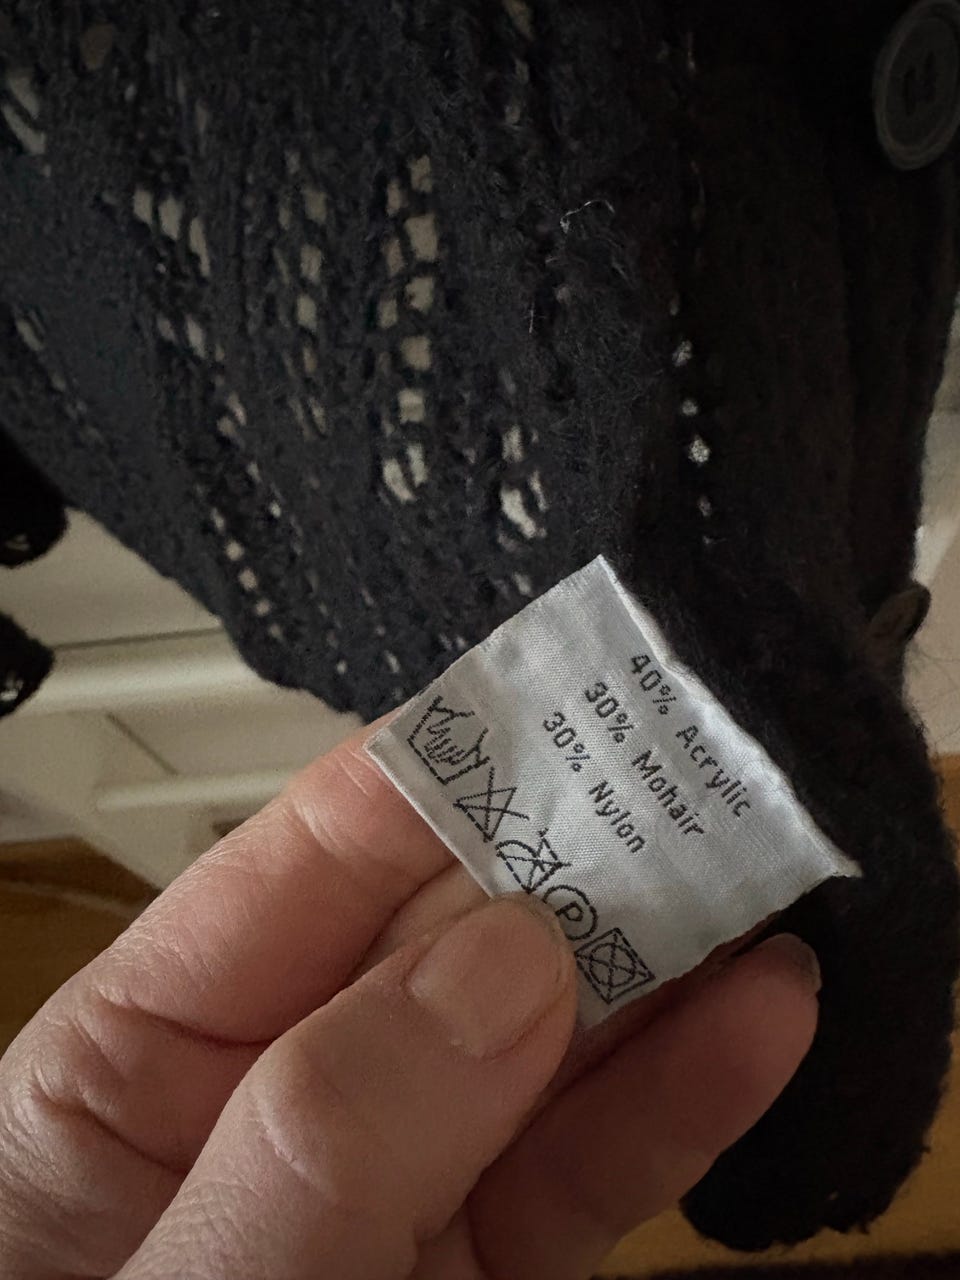 40% Acrylic
30% Mohair
30% Nylon
P